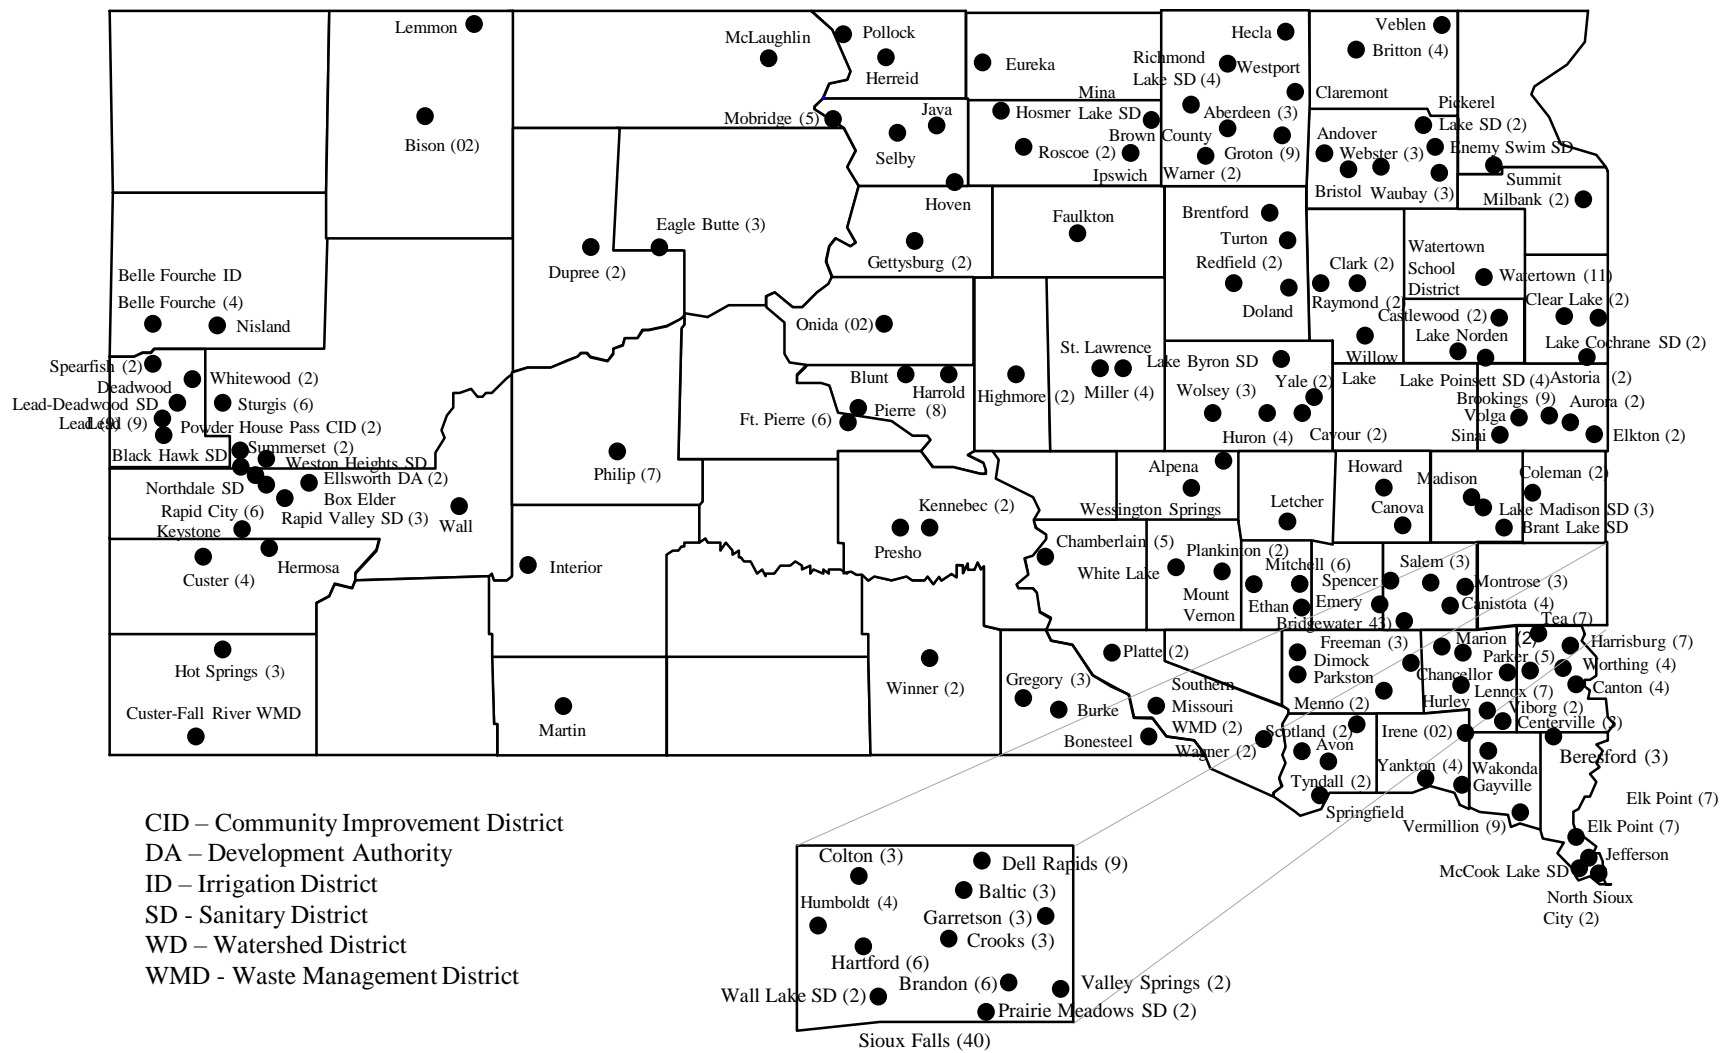 Lemmon
McLaughlin
Pollock
Herreid
Eureka
Hecla
Richmond
Lake SD (4)
Westport
Veblen
Britton (4)
Claremont
Bison (02)
Mobridge (5)
Java
Selby
Hosmer
Mina
Lake SD
Roscoe (2)
Ipswich
Aberdeen (3)
Brown County
Groton (9)
Warner (2)
Pickerel
Lake SD (2)
Andover
Webster (3)
Enemy Swim SD
Bristol
Waubay (3)
Summit
Milbank (2)
Hoven
Eagle Butte (3)
Dupree (2)
Faulkton
Gettysburg (2)
Brentford
Turton
Redfield (2)
Doland
Clark (2)
Raymond (2)
Watertown
School
District
Watertown (11)
Clear Lake (2)
Belle Fourche ID
Belle Fourche (4)
Nisland
Onida (02)
Castlewood (2)
Lake Norden
Lake Cochrane SD (2)
Willow
Lake
St. Lawrence
Miller (4)
Lake Byron SD
Yale (2)
Wolsey (3)
Huron (4)
Cavour (2)
Spearfish (2)
Deadwood
Whitewood (2)
Lead-Deadwood SD
Sturgis (6)
Lead (9)
Lead (9)
Powder House Pass CID (2)
Black Hawk SD
Summerset (2)
Weston Heights SD
Ellsworth DA (2)
Northdale SD
Box Elder
Rapid City (6)
Rapid Valley SD (3)
Keystone
Wall
Blunt
Harrold
Highmore (2)
Pierre (8)
Ft. Pierre (6)
Lake Poinsett SD (4)
Astoria (2)
Brookings (9)
Volga
Aurora (2)
Sinai
Elkton (2)
Philip (7)
Kennebec (2)
Presho
Alpena
Wessington Springs
Letcher
Howard
Canova
Madison
Coleman (2)
Lake Madison SD (3)
Brant Lake SD
Custer (4)
Hermosa
Interior
Chamberlain (5)
White Lake
Plankinton (2)
Mount
Vernon
Mitchell (6)
Ethan
Spencer
Emery
Bridgewater 43)
Salem (3)
Montrose (3)
Canistota (4)
Tea (7)
Harrisburg (7)
Hot Springs (3)
Custer-Fall River WMD
Martin
Winner (2)
Gregory (3)
Burke
Bonesteel
Platte (2)
Southern
Missouri
WMD (2)
Wagner (2)
Freeman (3)
Dimock
Parkston
Menno (2)
Marion (2)
Parker (5)
Chancellor
Worthing (4)
Canton (4)
Hurley
Lennox (7)
Viborg (2)
Centerville (3)
Scotland (2)
Avon
Tyndall (2)
Springfield
Irene (02)
Yankton (4)
Wakonda
Gayville
Vermillion (9)
Beresford (3)
Elk Point (7)
Elk Point (7)
Jefferson
McCook Lake SD
North Sioux
City (2)
CID – Community Improvement District
DA – Development Authority
ID – Irrigation District
SD - Sanitary District
WD – Watershed District
WMD - Waste Management District
Colton (3)
Dell Rapids (9)
Humboldt (4)
Baltic (3)
Garretson (3)
Crooks (3)
Hartford (6)
Wall Lake SD (2)
Brandon (6)
Valley Springs (2)
Prairie Meadows SD (2)
Sioux Falls (40)